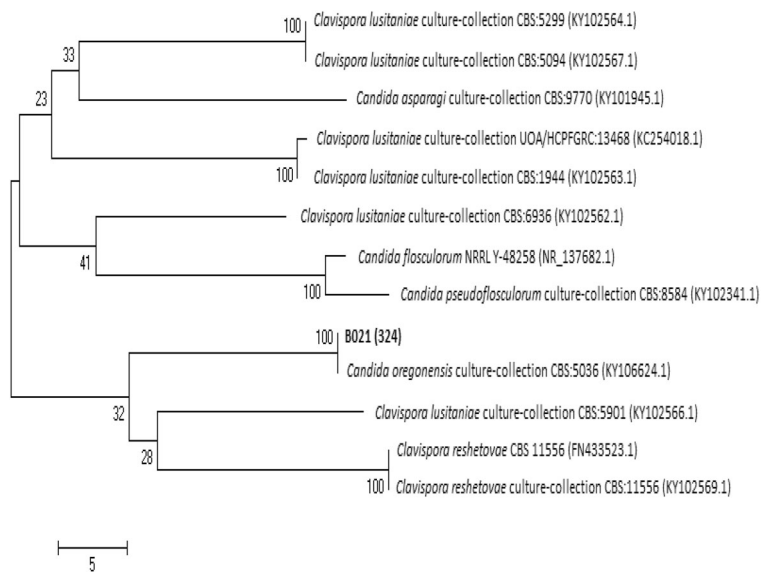 100
Clavispora lusitaniae culture-collection CBS:5299 (KY102564.1)
33
Clavispora lusitaniae culture-collection CBS:5094 (KY102567.1)
23
Candida asparagi culture-collection CBS:9770 (KY101945.1)
Clavispora lusitaniae culture-collection UOA/HCPFGRC:13468 (KC254018.1)
100
Clavispora lusitaniae culture-collection CBS:1944 (KY102563.1)
Clavispora lusitaniae culture-collection CBS:6936 (KY102562.1)
41
Candida flosculorum NRRL Y-48258 (NR_137682.1)
100
Candida pseudoflosculorum culture-collection CBS:8584 (KY102341.1)
100
B021 (324)
Candida oregonensis culture-collection CBS:5036 (KY106624.1)
32
Clavispora lusitaniae culture-collection CBS:5901 (KY102566.1)
28
Clavispora reshetovae CBS 11556 (FN433523.1)
100
Clavispora reshetovae culture-collection CBS:11556 (KY102569.1)
5